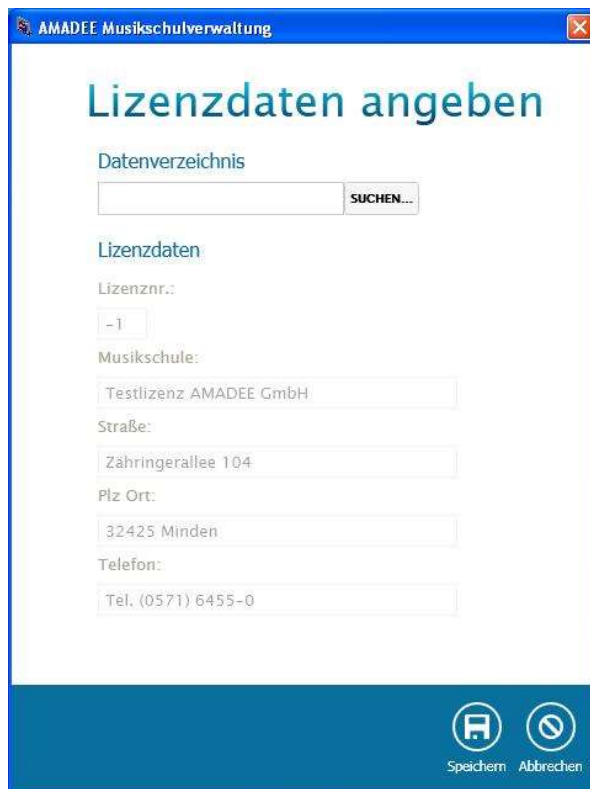 AMADEE Musikschulverwaltung
Lizenzdaten angeben
Datenverzeichnis
SUCHEN...
Lizenzdaten
Lizenznr.:
-1
Musikschule:
Testlizenz AMADEE GmbH
Straße:
Zähringerallee 104
Plz Ort:
32425 Minden
Telefon:
Tel. (0571) 6455-0
Speichern Abbrechen